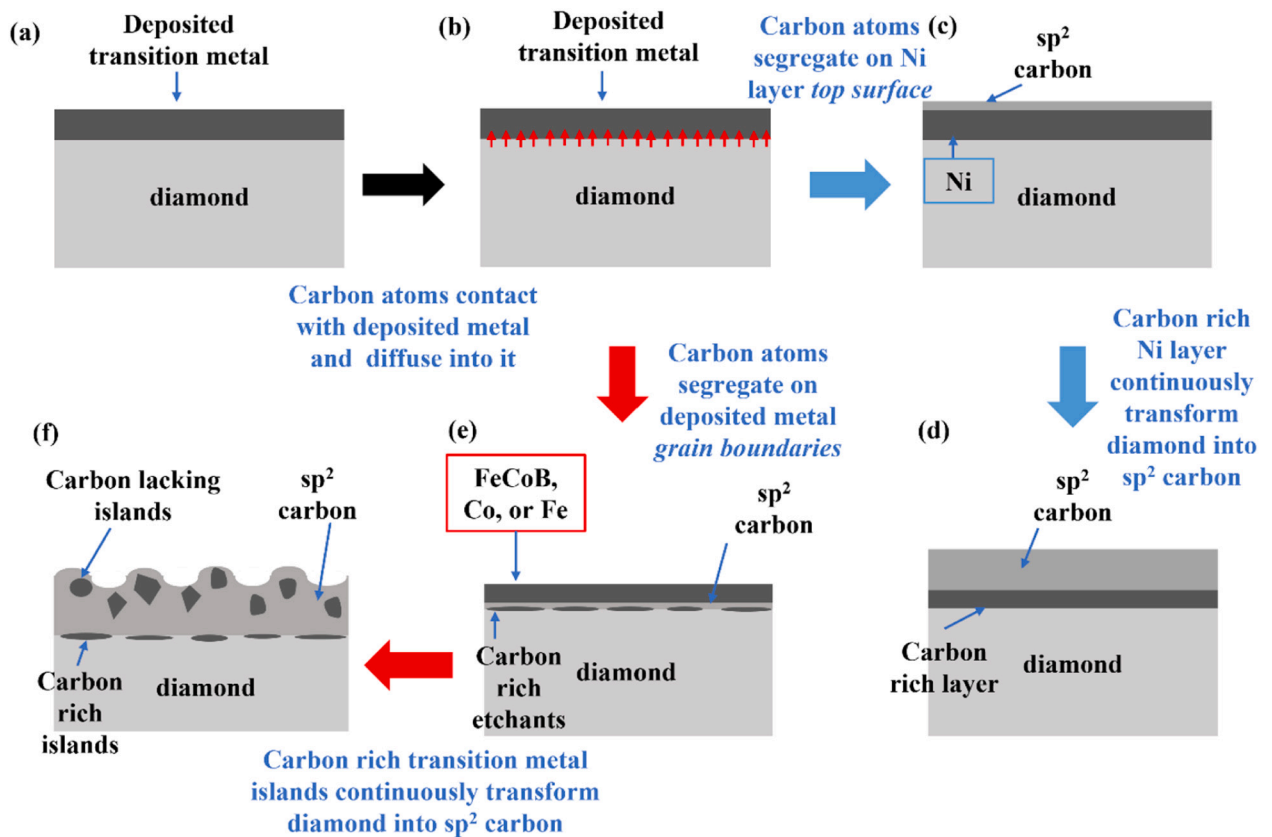 (a)
Deposited
transition metal
diamond
(b)
Deposited
transition metal
diamond
Carbon atoms
segregate on Ni
layer top surface
(c)
sp²
carbon
Ni
diamond
Carbon atoms contact
with deposited metal
and diffuse into it
Carbon atoms
segregate on
deposited metal
grain boundaries
Carbon rich
Ni layer
continuously
transform
diamond into
sp² carbon
(f)
Carbon lacking
islands
sp²
carbon
Carbon
rich
islands
diamond
(e)
FeCoB,
Co, or Fe
sp²
carbon
Carbon
rich
etchants
diamond
(d)
sp²
carbon
Carbon
rich layer
diamond
Carbon rich transition metal
islands continuously transform
diamond into sp² carbon